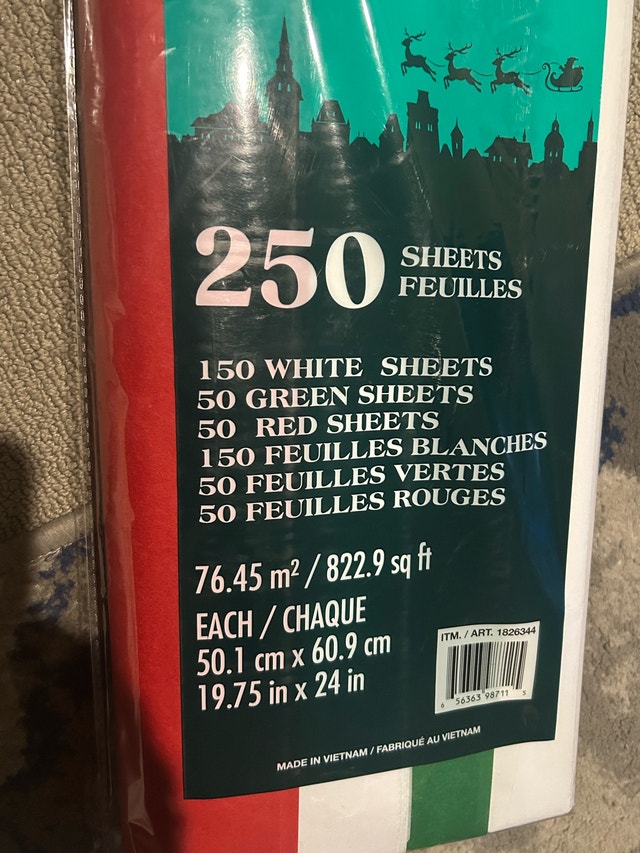 250 SHEETS
FEUILLES
150 WHITE SHEETS
50 GREEN SHEETS
50 RED SHEETS
150 FEUILLES BLANCHES
50 FEUILLES VERTES
50 FEUILLES ROUGES
76.45 m² / 822.9 sq ft
EACH / CHAQUE
50.1 cm x 60.9 cm
19.75 in x 24 in
ITM. / ART. 1826344
6 56363 98711 5
MADE IN VIETNAM / FABRIQUÉ AU VIETNAM